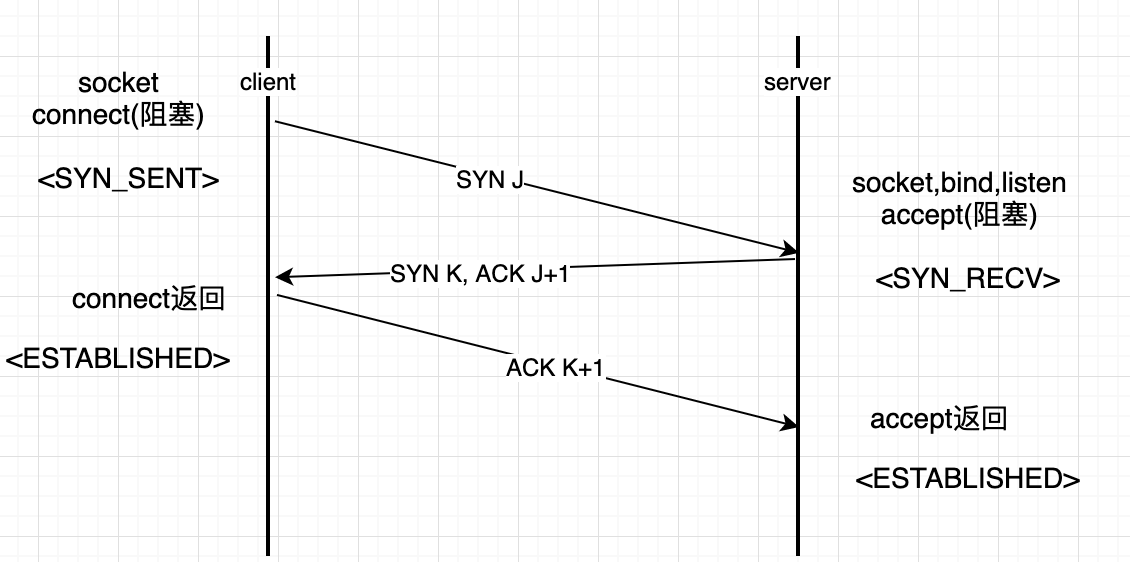 socket
connect(阻塞)
client
server
<SYN_SENT>
SYN J
socket,bind,listen
accept(阻塞)
SYN K, ACK J+1
<SYN_RECV>
connect返回
<ESTABLISHED>
ACK K+1
accept返回
<ESTABLISHED>